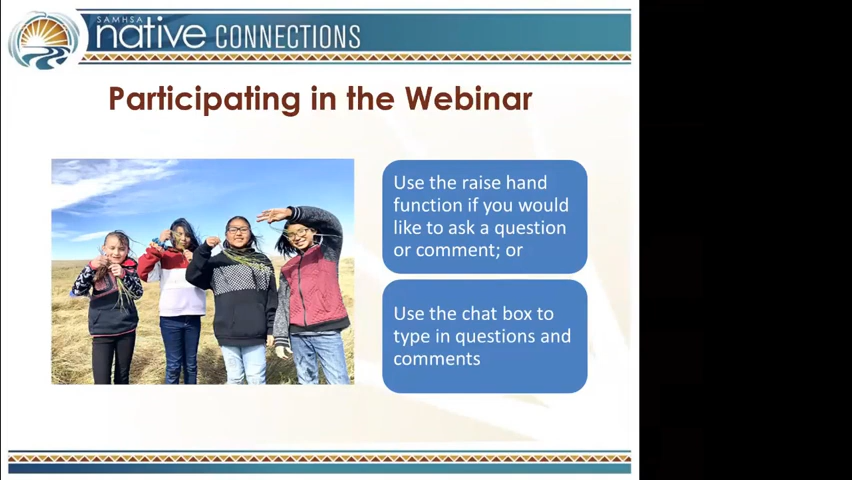 SAMHSA
native CONNECTIONS
Participating in the Webinar
Use the raise hand
function if you would
like to ask a question
or comment; or
Use the chat box to
type in questions and
comments